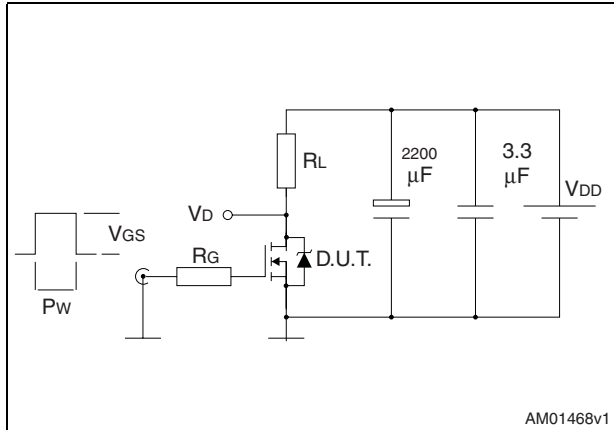 RL
2200
μF
3.3
μF
VDD
VD
VGS
RG
D.U.T.
PW
AM01468v1